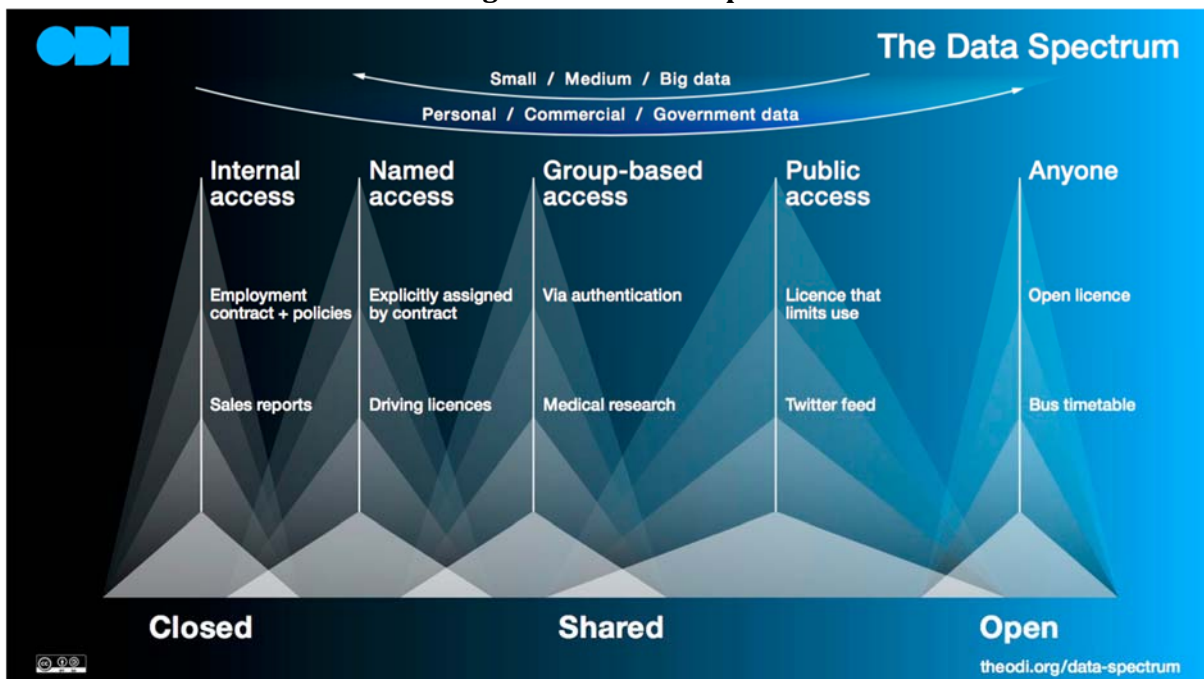 ODI
The Data Spectrum
Small / Medium / Big data
Personal / Commercial / Government data
Internal
access
Named
access
Group-based
access
Public
access
Anyone
Employment
contract + policies
Explicitly assigned
by contract
Via authentication
Licence that
limits use
Open licence
Sales reports
Driving licences
Medical research
Twitter feed
Bus timetable
Closed
Shared
Open
theodi.org/data-spectrum